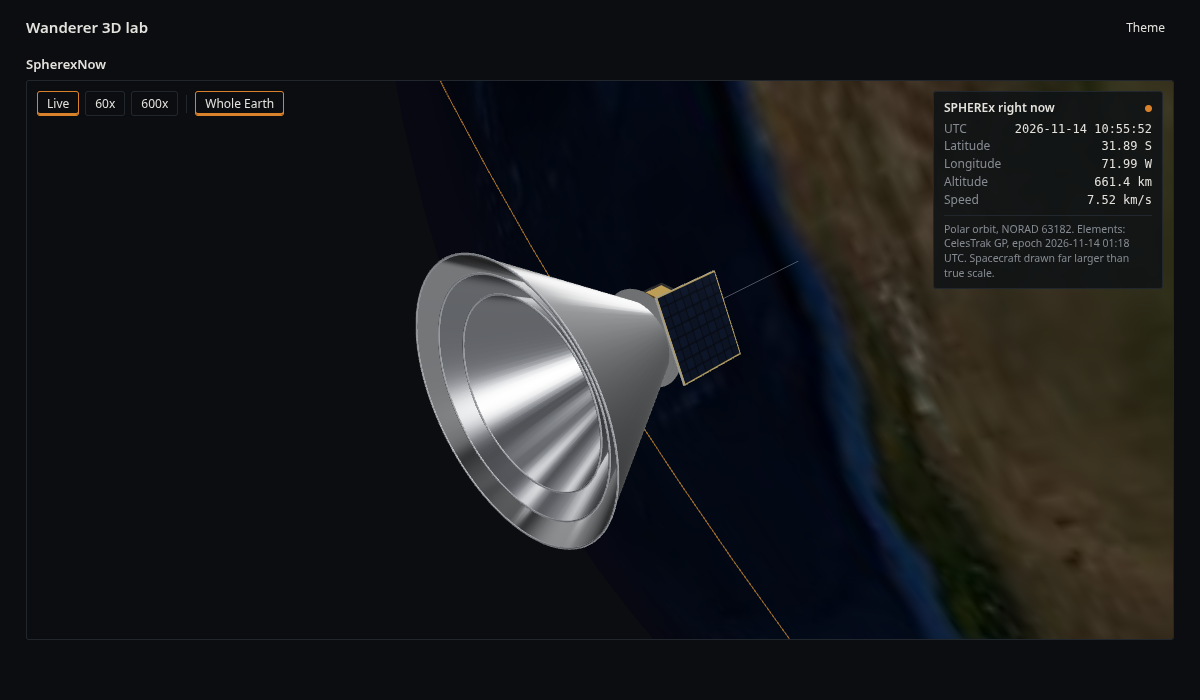 Wanderer 3D lab
Theme
SpherexNow
Live 60x 600x Whole Earth
SPHEREx right now
UTC 2026-11-14 10:55:52
Latitude 31.89 S
Longitude 71.99 W
Altitude 661.4 km
Speed 7.52 km/s
Polar orbit, NORAD 63182. Elements:
CelesTrak GP, epoch 2026-11-14 01:18
UTC. Spacecraft drawn far larger than
true scale.